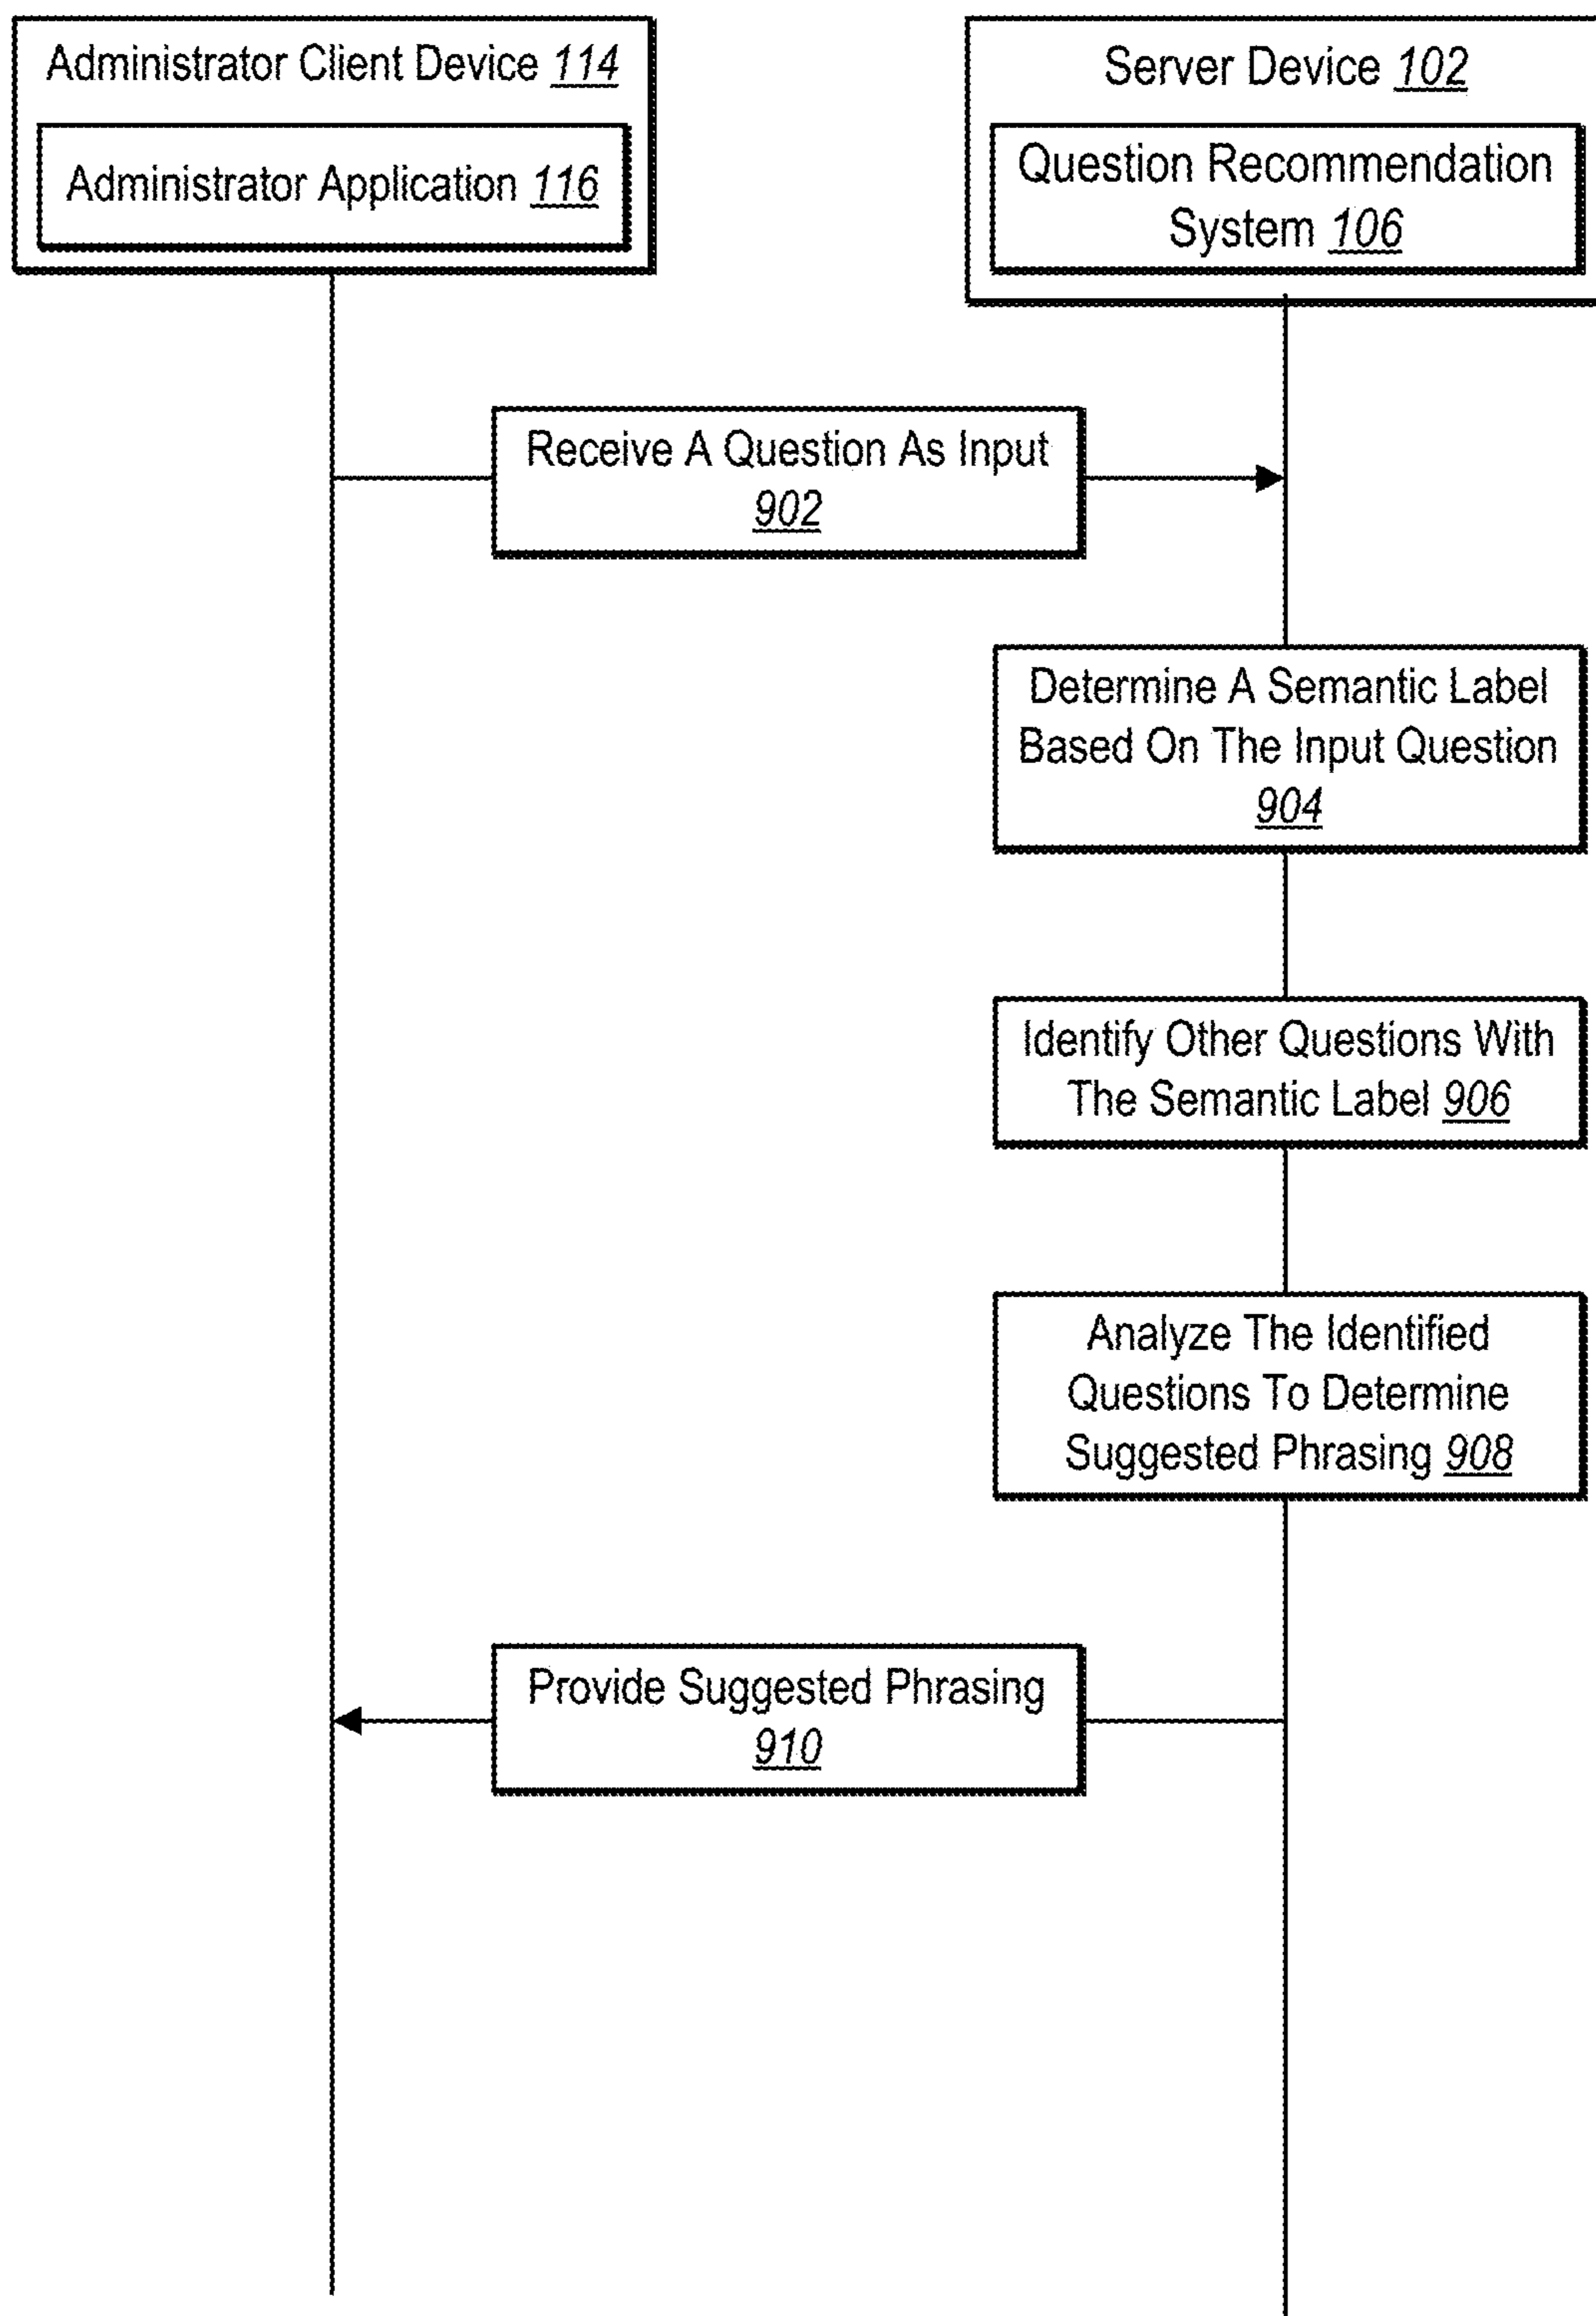 Administrator Client Device 114
Administrator Application 116
Server Device 102
Question Recommendation
System 106
Receive A Question As Input
902
Determine A Semantic Label
Based On The Input Question
904
Identify Other Questions With
The Semantic Label 906
Analyze The Identified
Questions To Determine
Suggested Phrasing 908
Provide Suggested Phrasing
910